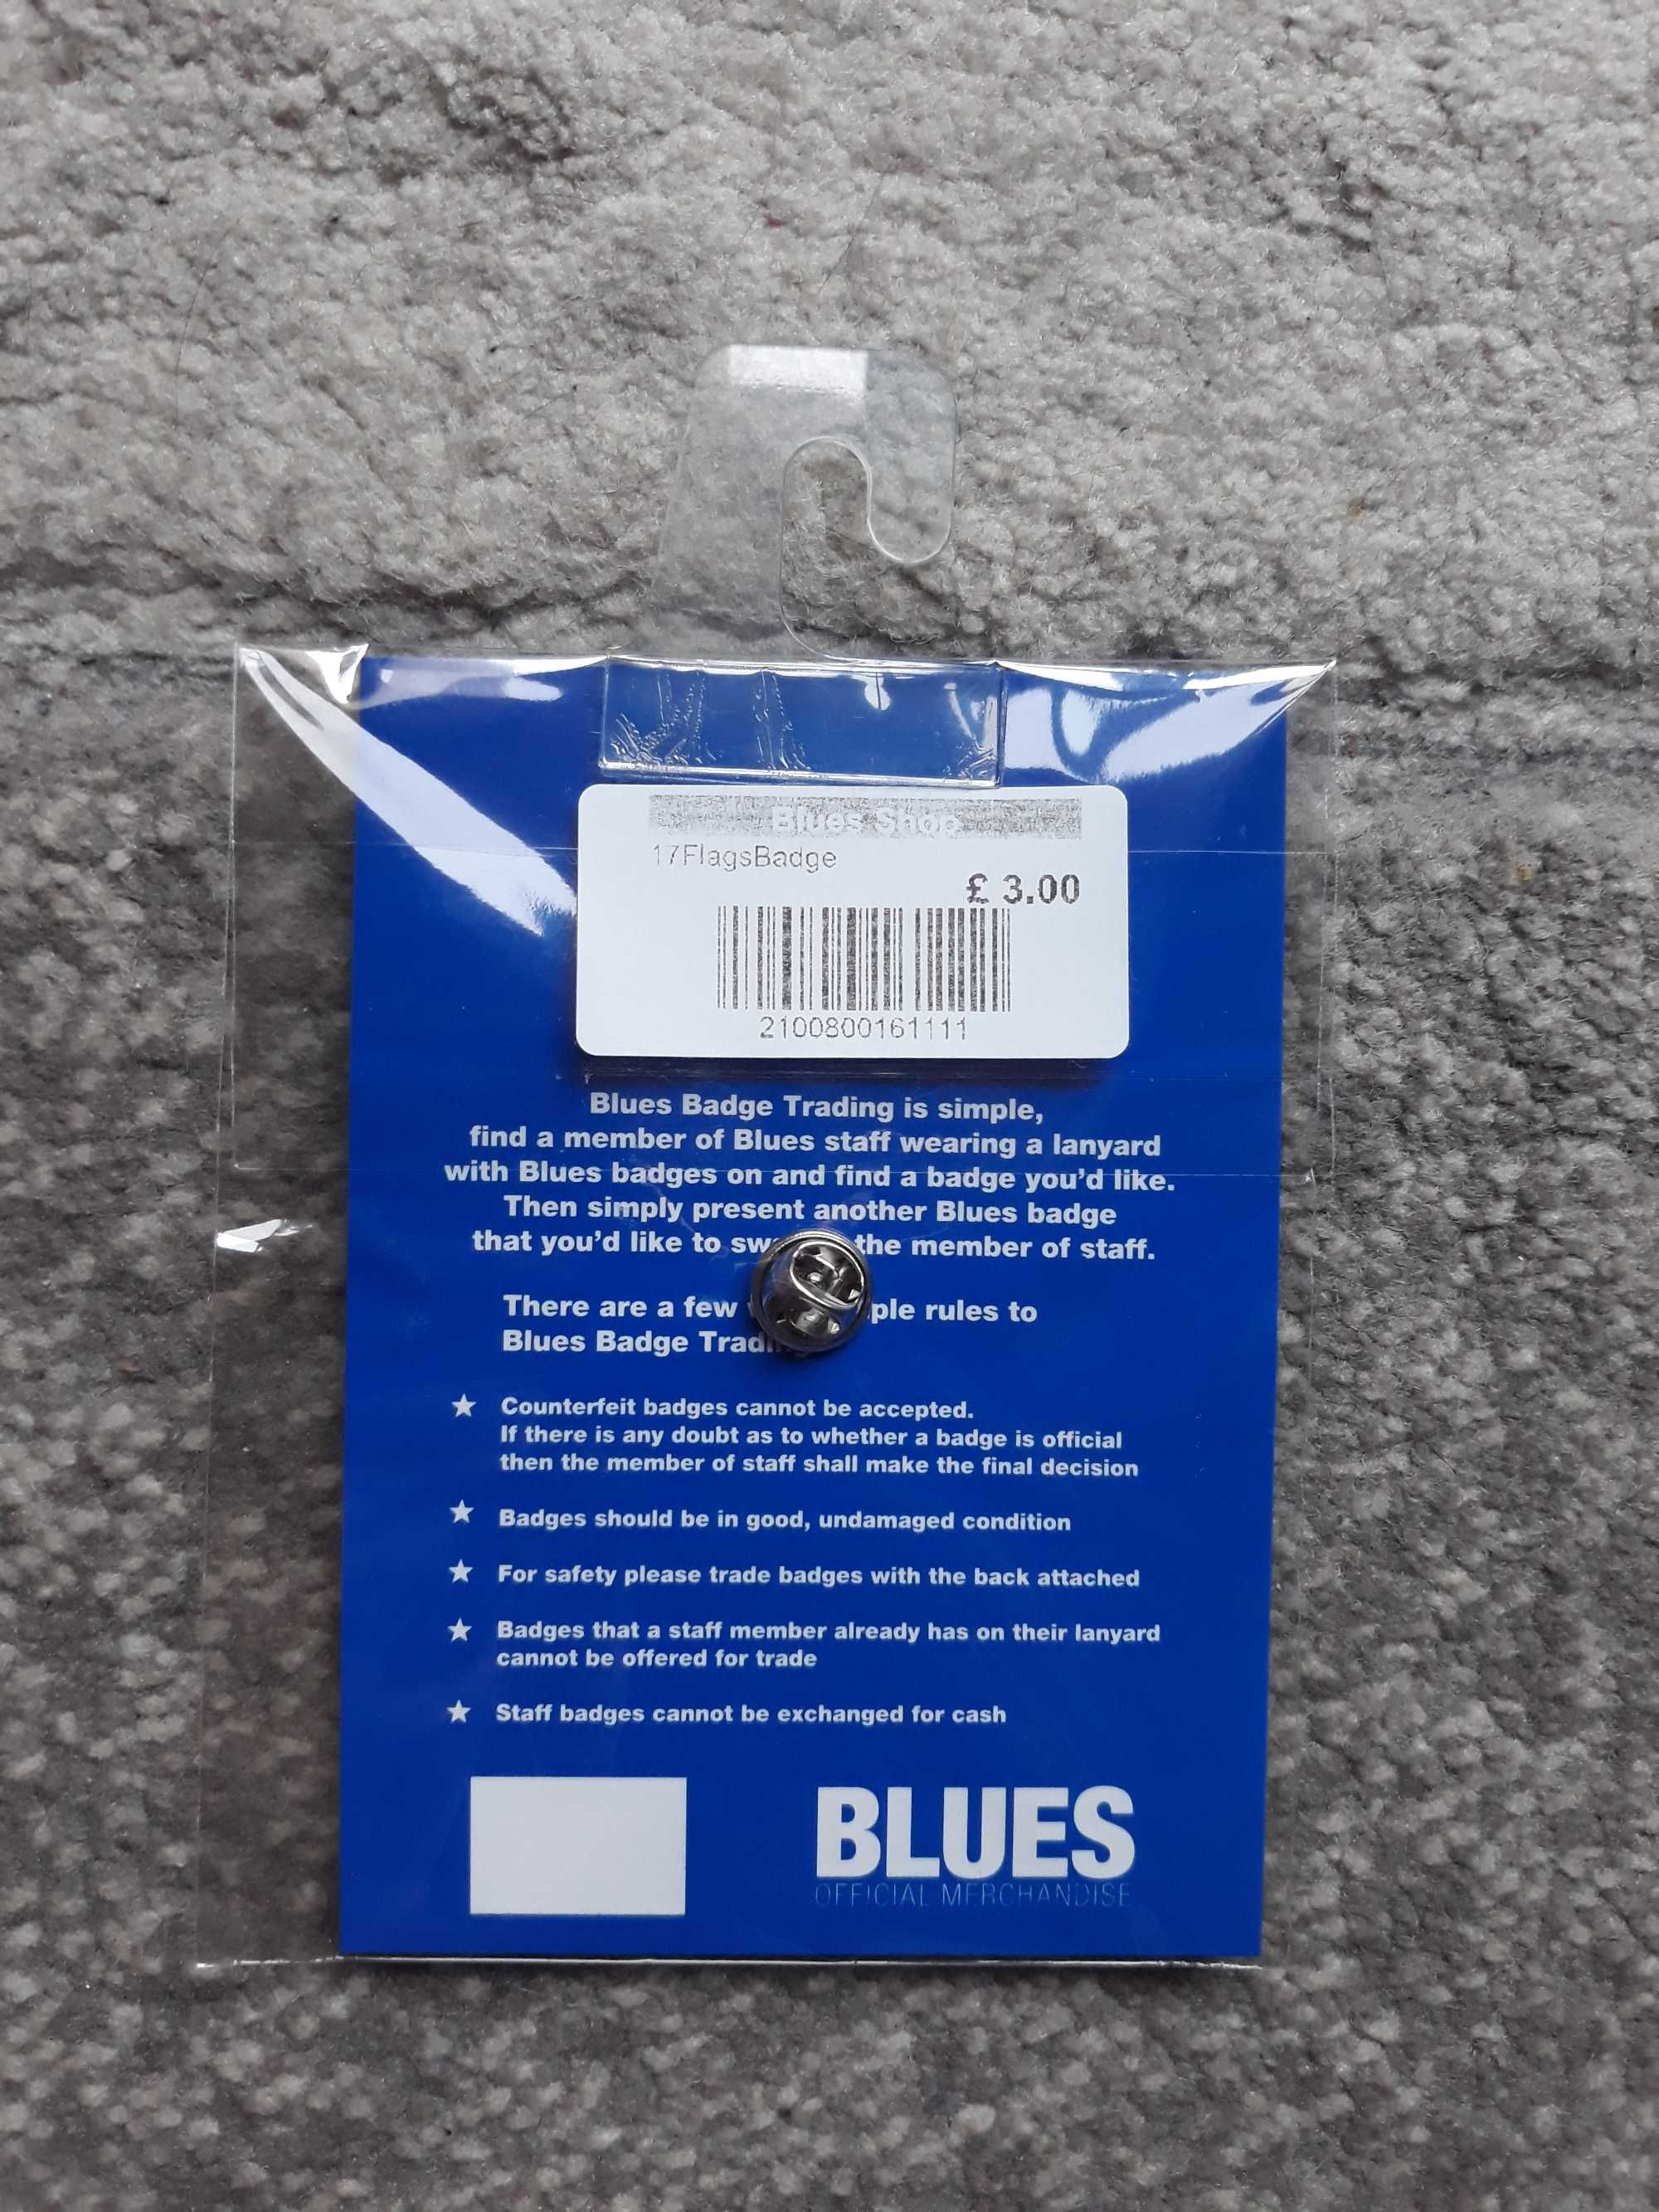 Blues Shop
17FlagsBadge
£ 3.00
2100800161111
Blues Badge Trading is simple,
find a member of Blues staff wearing a lanyard
with Blues badges on and find a badge you'd like.
Then simply present another Blues badge
that you'd like to the member of staff.
There are a few rules to
Blues Badge Trading
Counterfeit badges cannot be accepted.
If there is any doubt as to whether a badge is official
then the member of staff shall make the final decision
Badges should be in good, undamaged condition
For safety please trade badges with the back attached
Badges that a staff member already has on their lanyard
cannot be offered for trade
Staff badges cannot be exchanged for cash
BLUES
OFFICIAL MERCHANDISE